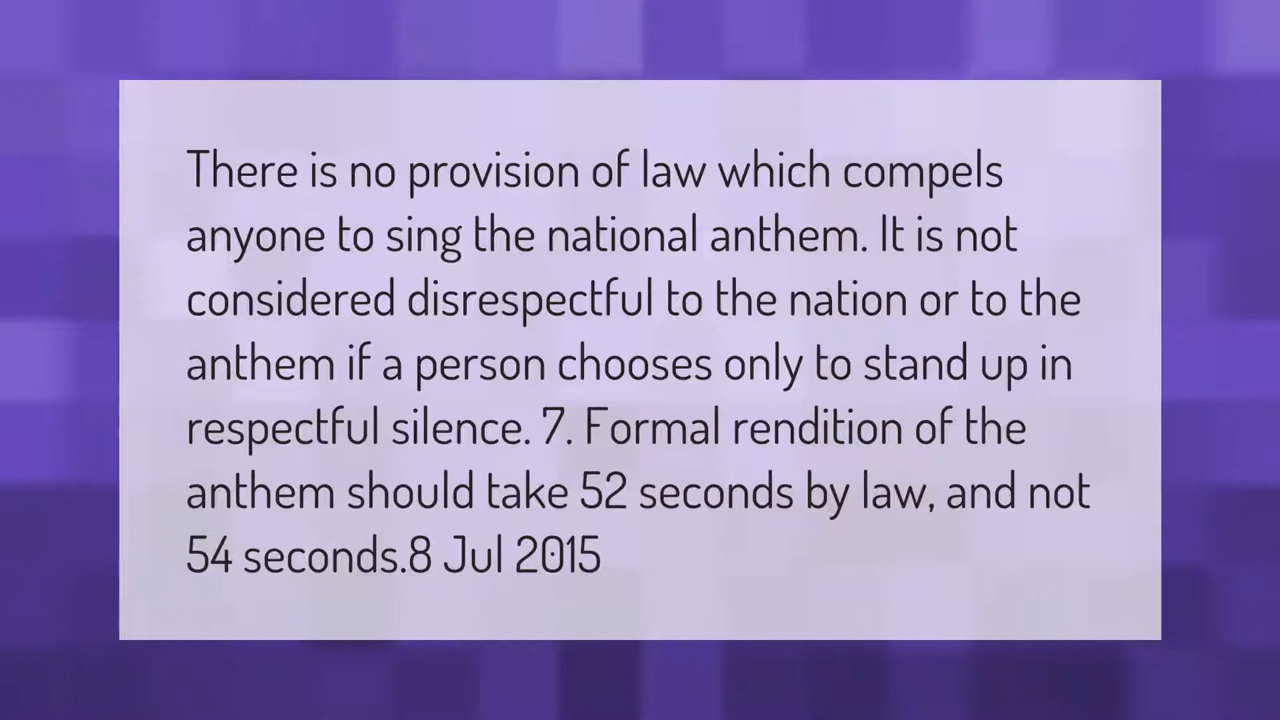 There is no provision of law which compels
anyone to sing the national anthem. It is not
considered disrespectful to the nation or to the
anthem if a person chooses only to stand up in
respectful silence. 7. Formal rendition of the
anthem should take 52 seconds by law, and not
54 seconds.8 Jul 2015